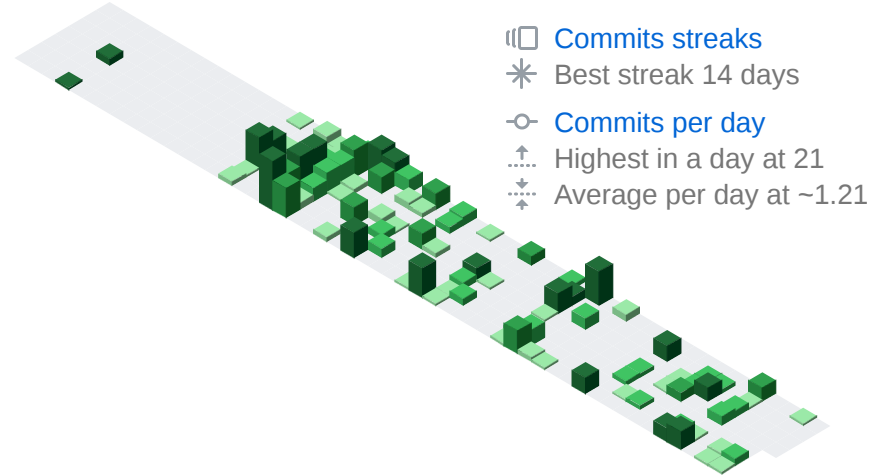 Commits streaks
Best streak 14 days
Commits per day
Highest in a day at 21
Average per day at ~1.21